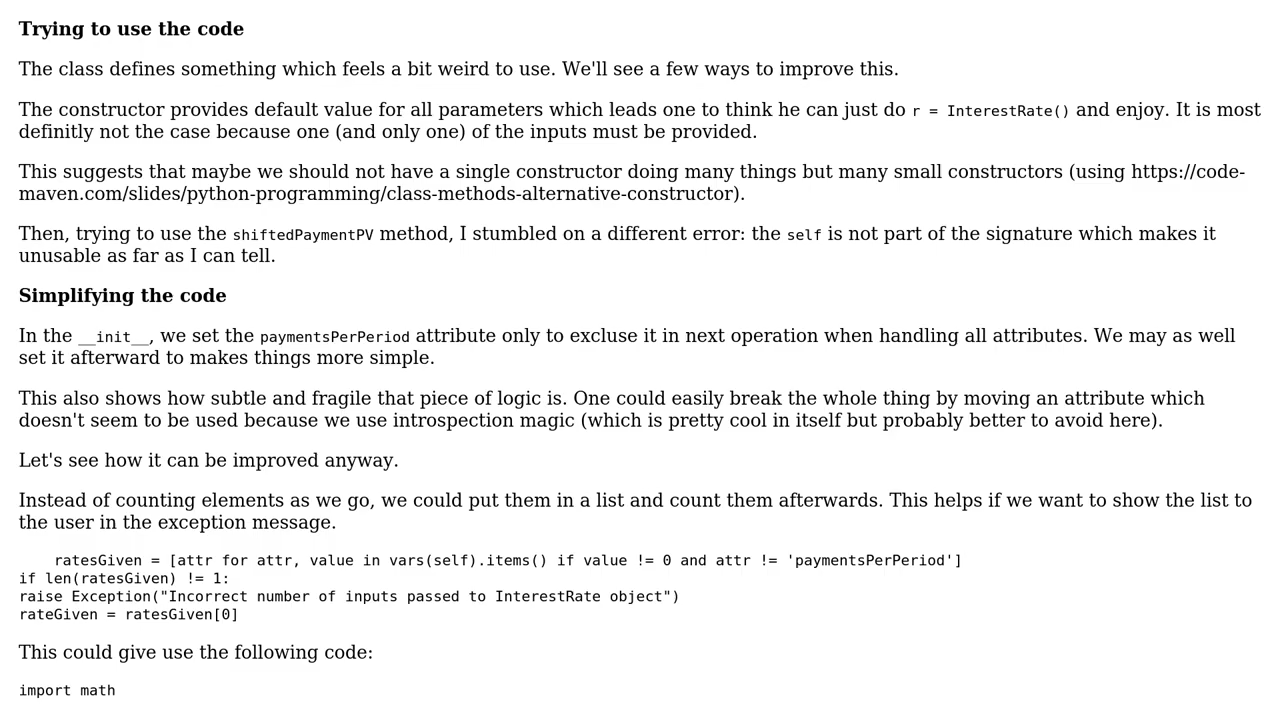 Trying to use the code
The class defines something which feels a bit weird to use. We'll see a few ways to improve this.
The constructor provides default value for all parameters which leads one to think he can just do r = InterestRate() and enjoy. It is most
definitly not the case because one (and only one) of the inputs must be provided.
This suggests that maybe we should not have a single constructor doing many things but many small constructors (using https://code-
maven.com/slides/python-programming/class-methods-alternative-constructor).
Then, trying to use the shiftedPaymentPV method, I stumbled on a different error: the self is not part of the signature which makes it
unusable as far as I can tell.
Simplifying the code
In the __init__, we set the paymentsPerPeriod attribute only to excluse it in next operation when handling all attributes. We may as well
set it afterward to makes things more simple.
This also shows how subtle and fragile that piece of logic is. One could easily break the whole thing by moving an attribute which
doesn't seem to be used because we use introspection magic (which is pretty cool in itself but probably better to avoid here).
Let's see how it can be improved anyway.
Instead of counting elements as we go, we could put them in a list and count them afterwards. This helps if we want to show the list to
the user in the exception message.
    ratesGiven = [attr for attr, value in vars(self).items() if value != 0 and attr != 'paymentsPerPeriod']
if len(ratesGiven) != 1:
raise Exception("Incorrect number of inputs passed to InterestRate object")
rateGiven = ratesGiven[0]
This could give use the following code:
import math